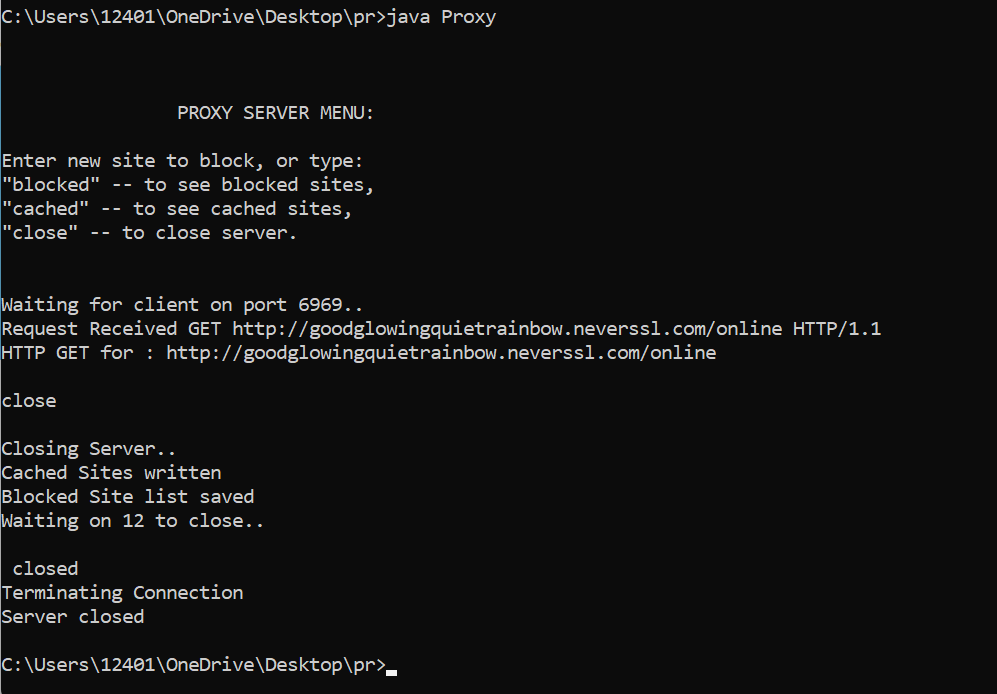 C:\Users\12401\OneDrive\Desktop\pr>java Proxy
PROXY SERVER MENU:
Enter new site to block, or type:
"blocked" -- to see blocked sites,
"cached" -- to see cached sites,
"close" -- to close server.
Waiting for client on port 6969..
Request Received GET http://goodglowingquietrainbow.neverssl.com/online HTTP/1.1
HTTP GET for : http://goodglowingquietrainbow.neverssl.com/online
close
Closing Server..
Cached Sites written
Blocked Site list saved
Waiting on 12 to close..
closed
Terminating Connection
Server closed
C:\Users\12401\OneDrive\Desktop\pr>